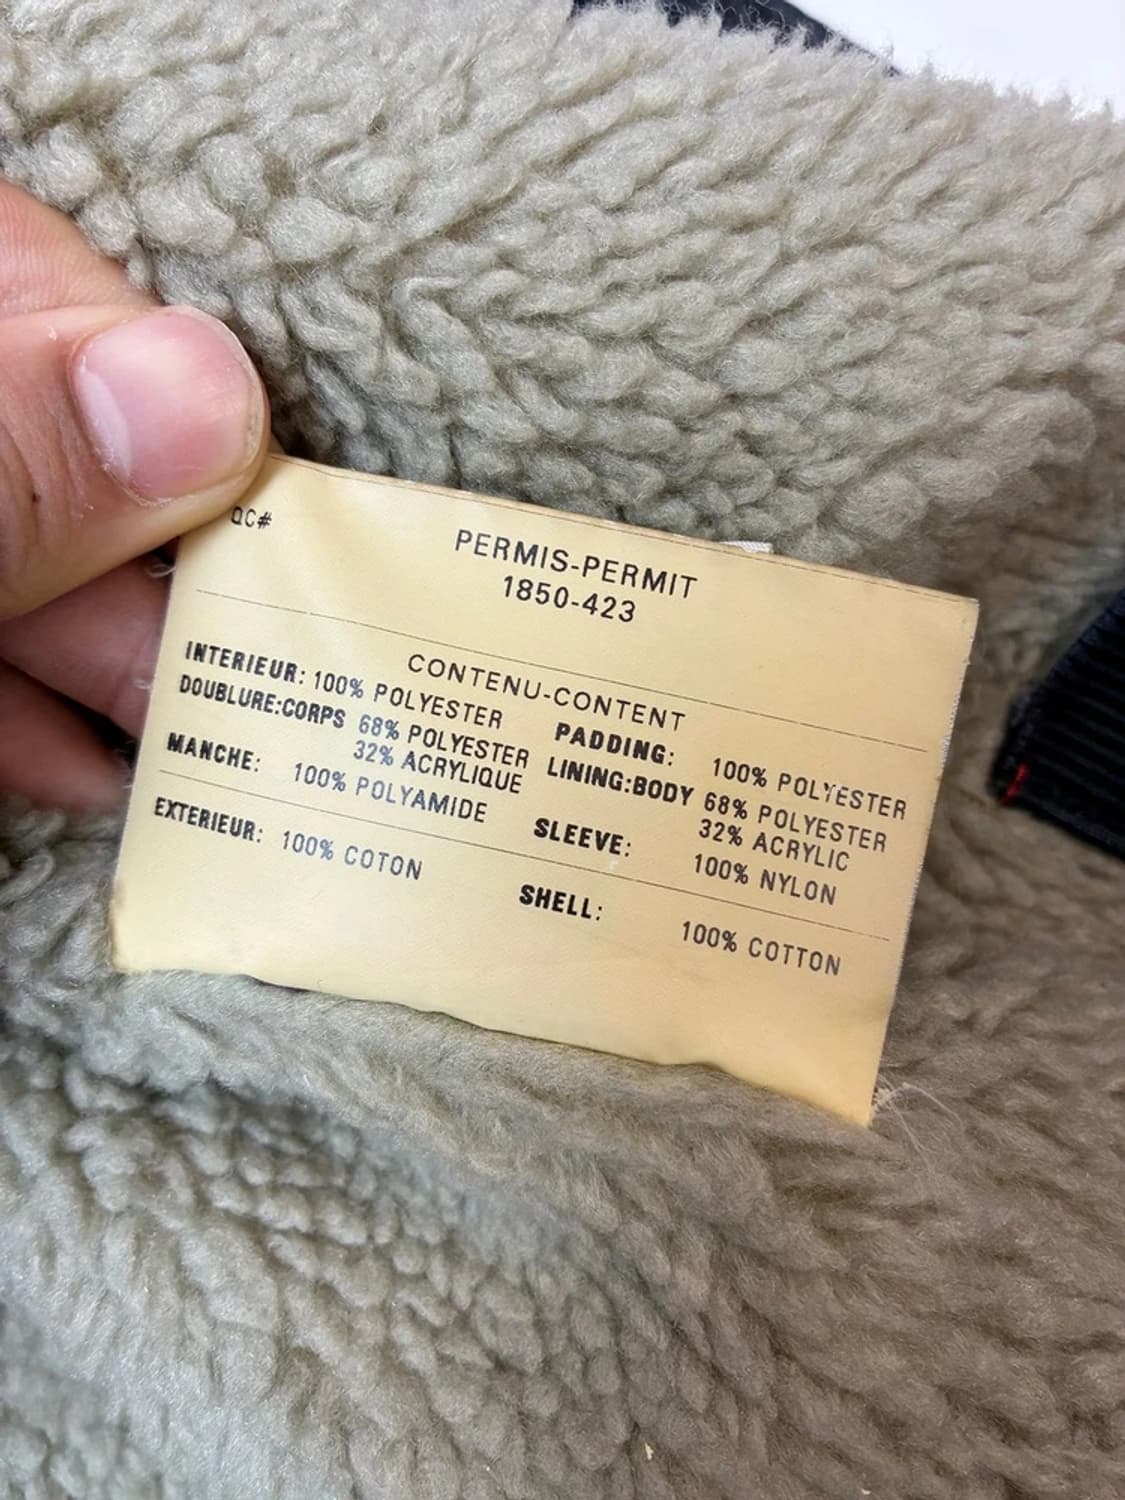 QC#
PERMIS-PERMIT
1850-423
CONTENU-CONTENT
INTERIEUR: 100% POLYESTER
DOUBLURE:CORPS 68% POLYESTER
32% ACRYLIQUE
MANCHE: 100% POLYAMIDE
EXTERIEUR: 100% COTON
PADDING: 100% POLYESTER
LINING:BODY 68% POLYESTER
32% ACRYLIC
SLEEVE: 100% NYLON
SHELL: 100% COTTON